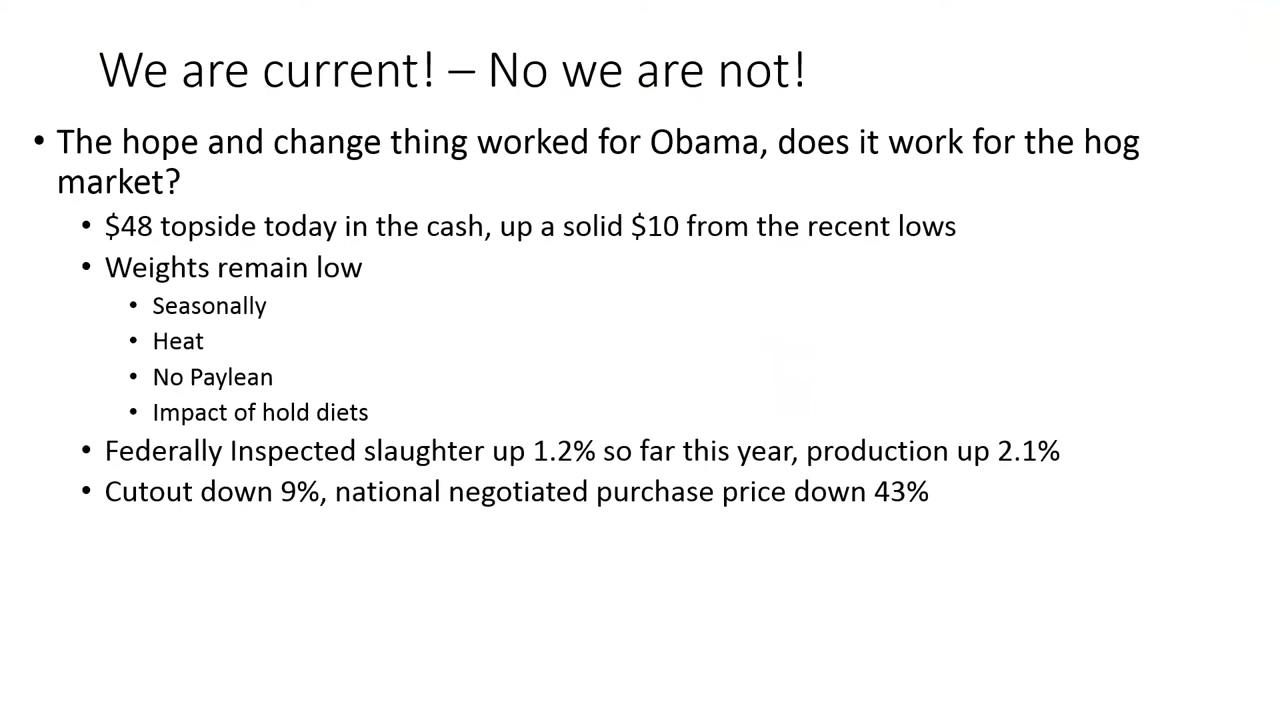 We are current! – No we are not!
• The hope and change thing worked for Obama, does it work for the hog
market?
• $48 topside today in the cash, up a solid $10 from the recent lows
• Weights remain low
• Seasonally
• Heat
• No Paylean
• Impact of hold diets
• Federally Inspected slaughter up 1.2% so far this year, production up 2.1%
• Cutout down 9%, national negotiated purchase price down 43%